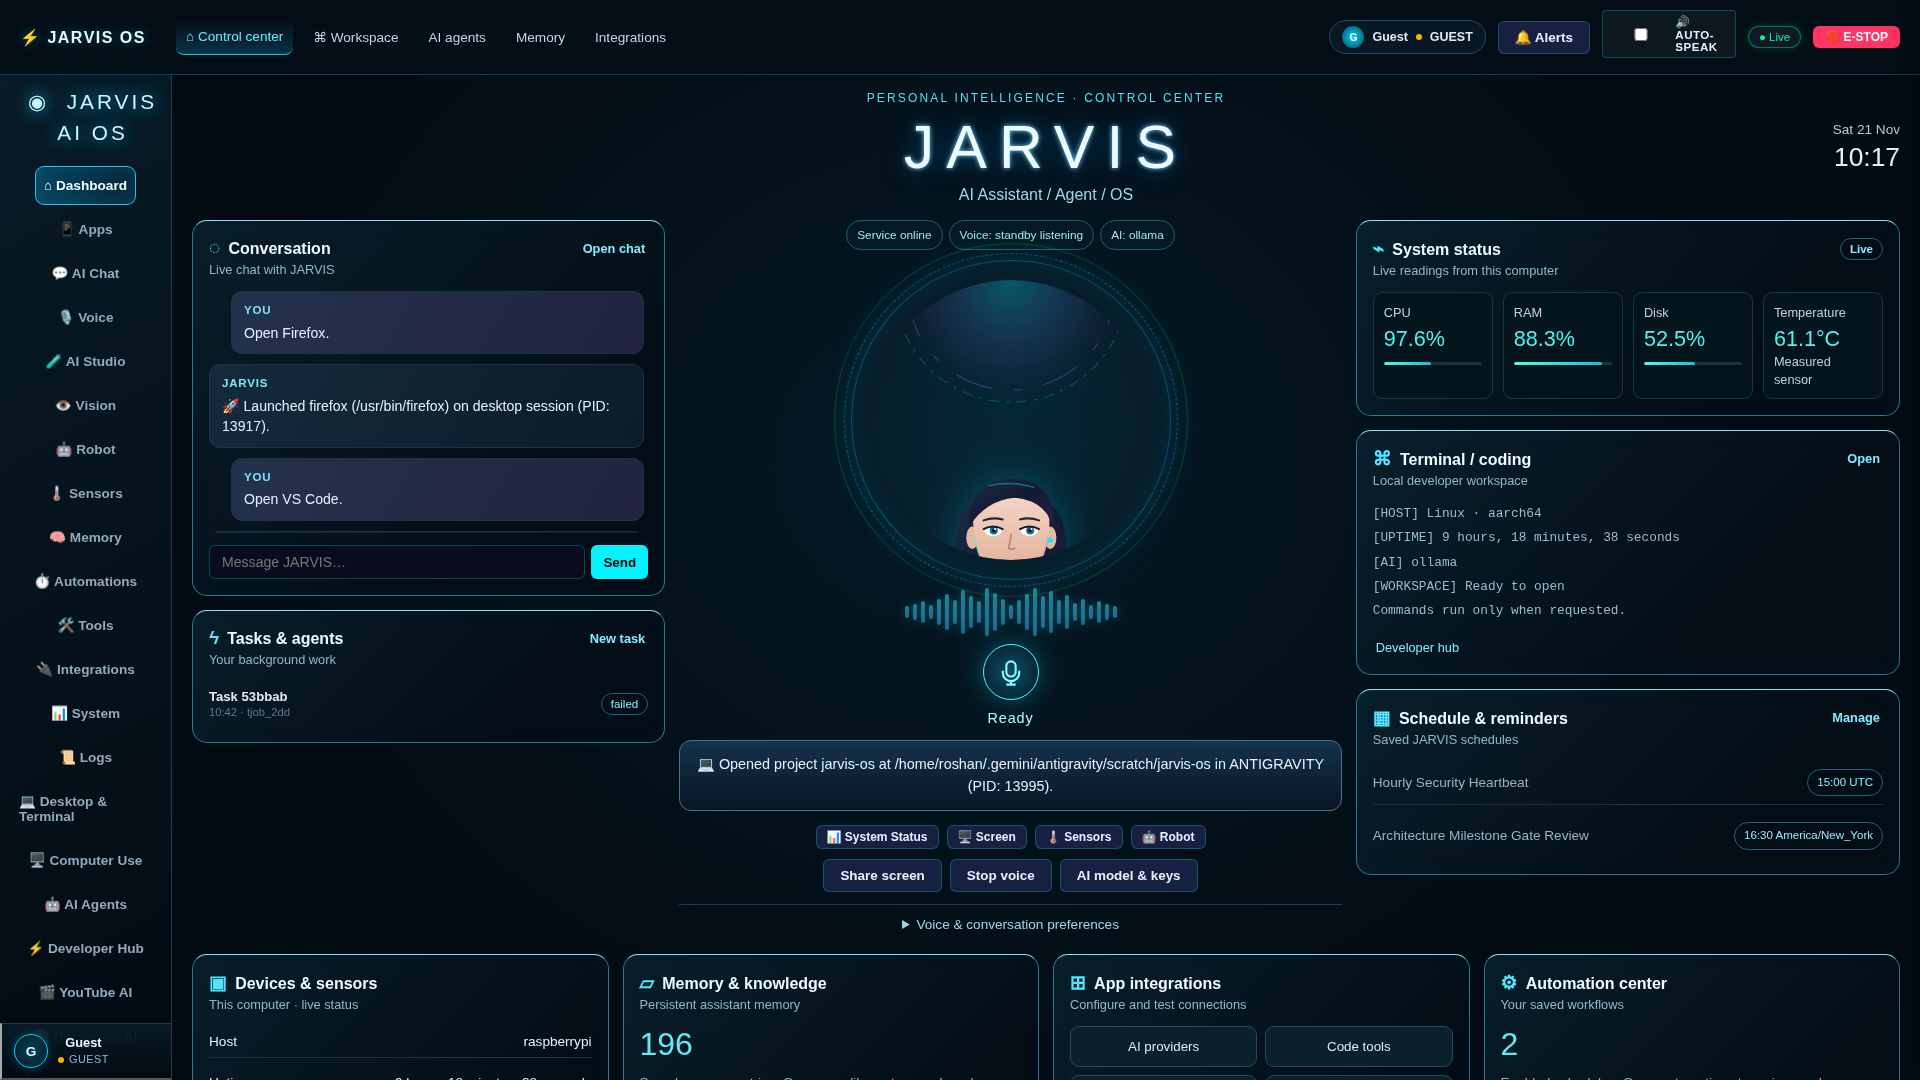 ⚡ JARVIS OS
⌂ Control center
⌘ Workspace
AI agents
Memory
Integrations
G Guest ● GUEST
🔔 Alerts
🔊 AUTO-SPEAK
● Live
🛑 E-STOP
◉ JARVIS
AI OS
⌂ Dashboard
📱 Apps
💬 AI Chat
🎙️ Voice
🧪 AI Studio
👁️ Vision
🤖 Robot
🌡️ Sensors
🧠 Memory
⏱️ Automations
🛠️ Tools
🔌 Integrations
📊 System
📜 Logs
💻 Desktop &
Terminal
🖥️ Computer Use
🤖 AI Agents
⚡ Developer Hub
🎬 YouTube AI
G
Guest
● GUEST
PERSONAL INTELLIGENCE · CONTROL CENTER
JARVIS
AI Assistant / Agent / OS
Sat 21 Nov
10:17
Conversation
Open chat
Live chat with JARVIS
YOU
Open Firefox.
JARVIS
🚀 Launched firefox (/usr/bin/firefox) on desktop session (PID:
13917).
YOU
Open VS Code.
Message JARVIS…
Send
Tasks & agents
New task
Your background work
Task 53bbab
10:42 · tjob_2dd
failed
Service online
Voice: standby listening
AI: ollama
Ready
💻 Opened project jarvis-os at /home/roshan/.gemini/antigravity/scratch/jarvis-os in ANTIGRAVITY
(PID: 13995).
📊 System Status
🖥️ Screen
🌡️ Sensors
🤖 Robot
Share screen
Stop voice
AI model & keys
▶ Voice & conversation preferences
System status
Live
Live readings from this computer
CPU
97.6%
RAM
88.3%
Disk
52.5%
Temperature
61.1°C
Measured
sensor
⌘ Terminal / coding
Open
Local developer workspace
[HOST] Linux · aarch64
[UPTIME] 9 hours, 18 minutes, 38 seconds
[AI] ollama
[WORKSPACE] Ready to open
Commands run only when requested.
Developer hub
Schedule & reminders
Manage
Saved JARVIS schedules
Hourly Security Heartbeat
15:00 UTC
Architecture Milestone Gate Review
16:30 America/New_York
Devices & sensors
This computer · live status
Host
raspberrypi
Memory & knowledge
Persistent assistant memory
196
App integrations
Configure and test connections
AI providers
Code tools
Automation center
Your saved workflows
2